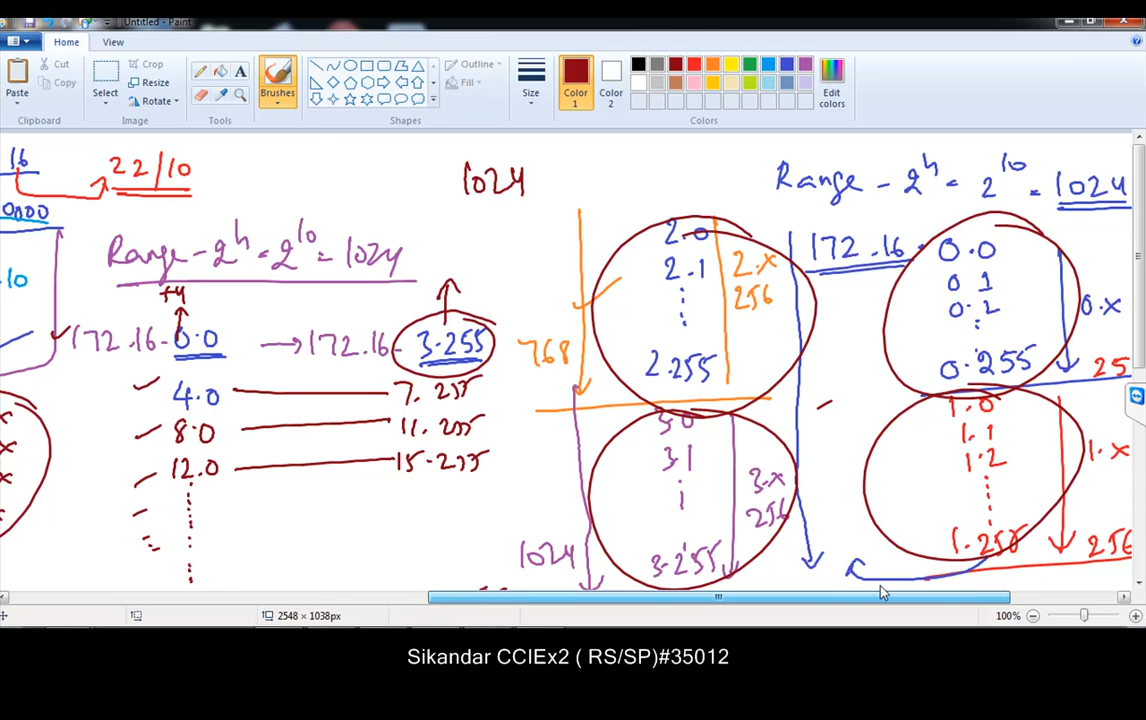 Untitled - Paint
Home View
Paste
Cut
Copy
Clipboard
Select
Crop
Resize
Rotate
Image
Tools
Brushes
Shapes
Outline
Fill
Size
Color 1
Color 2
Edit colors
Colors
16
22/10
0000
.10
Range - 2^h = 2^10 = 1024
+4
172.16.0.0 → 172.16. 3.255
4.0 7.255
8.0 11.255
12.0 15.255
1024
2.0
2.1
2.255
2.x
256
768
3.0
3.1
3.255
3.x
256
1024
Range - 2^h = 2^10 = 1024
172.16. 0.0
0.1
0.2
0.255
0.x
25
1.0
1.1
1.2
1.255
1.x
256
2548 × 1038px
100%
Sikandar CCIEx2 ( RS/SP)#35012